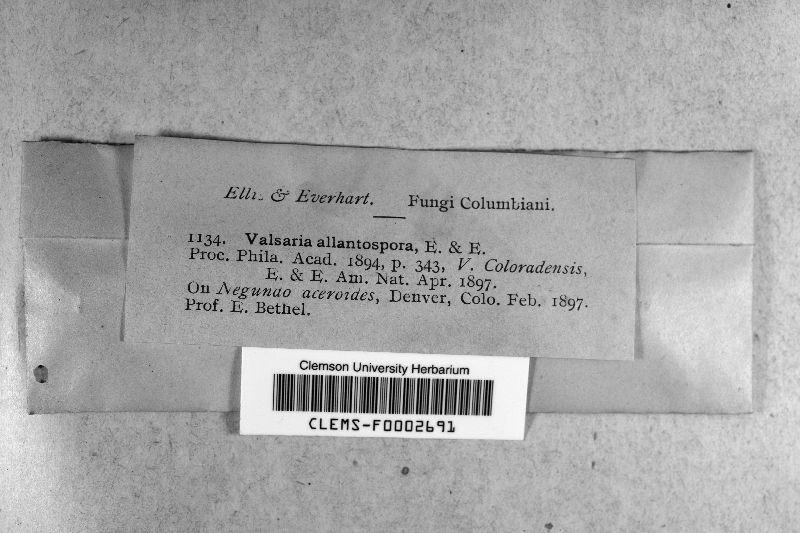 Ellis & Everhart. Fungi Columbiani.
1134. Valsaria allantospora, E. & E.
Proc. Phila. Acad. 1894, p. 343, V. Coloradensis,
E. & E. Am. Nat. Apr. 1897.
On Negundo aceroides, Denver, Colo. Feb. 1897.
Prof. E. Bethel.
Clemson University Herbarium
CLEMS-F0002691